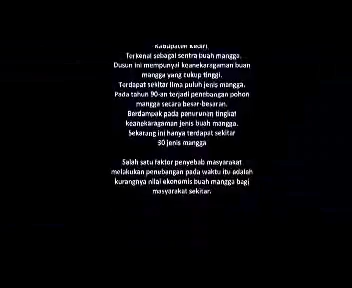 Kabupaten Kediri
Terkenal sebagai sentra buah mangga.
Dusun ini mempunyai keanekaragaman buah
mangga yang cukup tinggi.
Terdapat sekitar lima puluh jenis mangga.
Pada tahun 90-an terjadi penebangan pohon
mangga secara besar-besaran.
Berdampak pada penurunan tingkat
keanekaragaman jenis buah mangga.
Sekarang ini hanya terdapat sekitar
30 jenis mangga
Salah satu faktor penyebab masyarakat
melakukan penebangan pada waktu itu adalah
kurangnya nilai ekonomis buah mangga bagi
masyarakat sekitar.